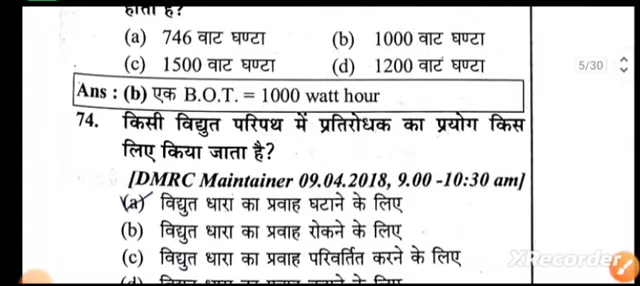 होता है?
(a) 746 वाट घण्टा (b) 1000 वाट घण्टा
(c) 1500 वाट घण्टा (d) 1200 वाट घण्टा
5/30
Ans : (b) एक B.O.T. = 1000 watt hour
74. किसी विद्युत परिपथ में प्रतिरोधक का प्रयोग किस
लिए किया जाता है?
[DMRC Maintainer 09.04.2018, 9.00 -10:30 am]
(a) विद्युत धारा का प्रवाह घटाने के लिए
(b) विद्युत धारा का प्रवाह रोकने के लिए
(c) विद्युत धारा का प्रवाह परिवर्तित करने के लिए
XRecorder
(d) विद्युत धारा का प्रवाह बढ़ाने के लिए